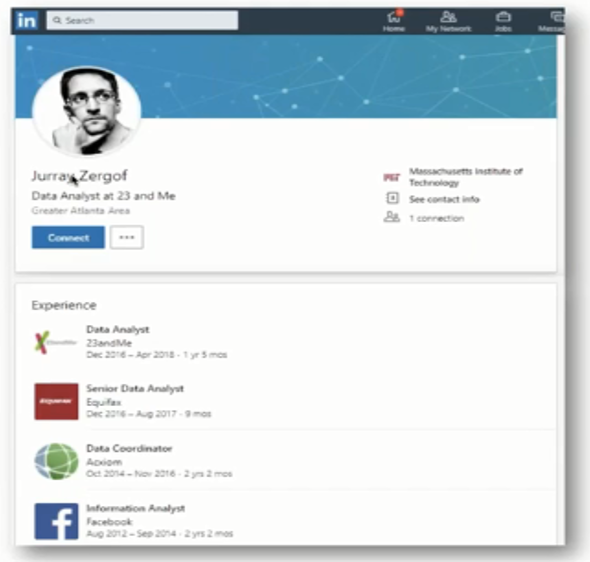 in Search
Home My Network Jobs
Jurray Zergof
Data Analyst at 23 and Me
Greater Atlanta Area
Connect
MIT Massachusetts Institute of
Technology
See contact info
1 connection
Experience
Data Analyst
23andMe
Dec 2016 – Apr 2018 · 1 yr 5 mos
Senior Data Analyst
EQUIFAX Equifax
Dec 2016 – Aug 2017 · 9 mos
Data Coordinator
Acxiom
Oct 2014 – Nov 2016 · 2 yrs 2 mos
Information Analyst
f Facebook
Aug 2012 – Sep 2014 · 2 yrs 2 mos